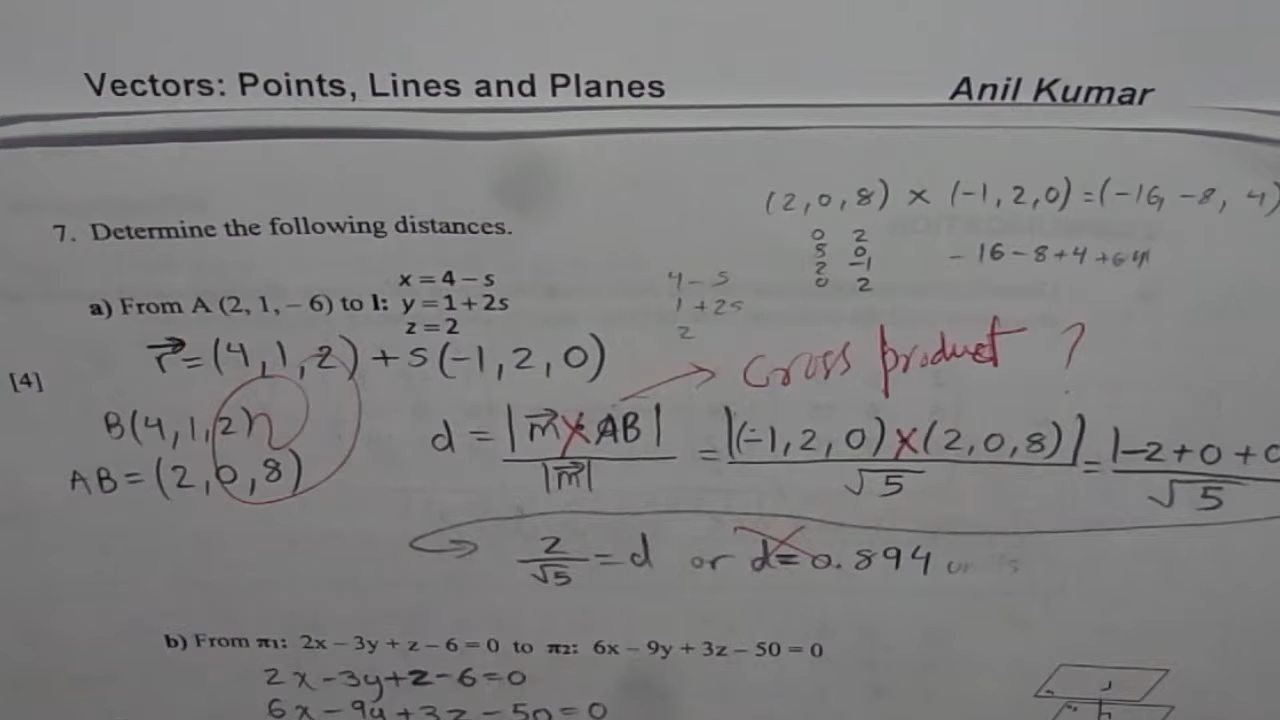 Vectors: Points, Lines and Planes Anil Kumar
(2,0,8) × (-1,2,0)=(-16, -8, 4)
7. Determine the following distances.
0 2
0
2 -1
0 2
- 16-8+4+64
x = 4 – s
a) From A (2, 1, – 6) to l: y = 1 + 2s
z = 2
4-s
1+2s
2
r⃗=(4,1,2)+s(-1,2,0)
cross product ?
[4]
B(4,1,2)
AB=(2,0,8)
d = |m⃗×AB| / |m⃗| = |(-1,2,0)×(2,0,8)| / √5 = |-2+0+0 / √5
2/√5 = d or d=0.894 units
b) From π1: 2x – 3y + z – 6 = 0 to π2: 6x – 9y + 3z – 50 = 0
2x-3y+z-6=0
6x-9y+3z-50=0